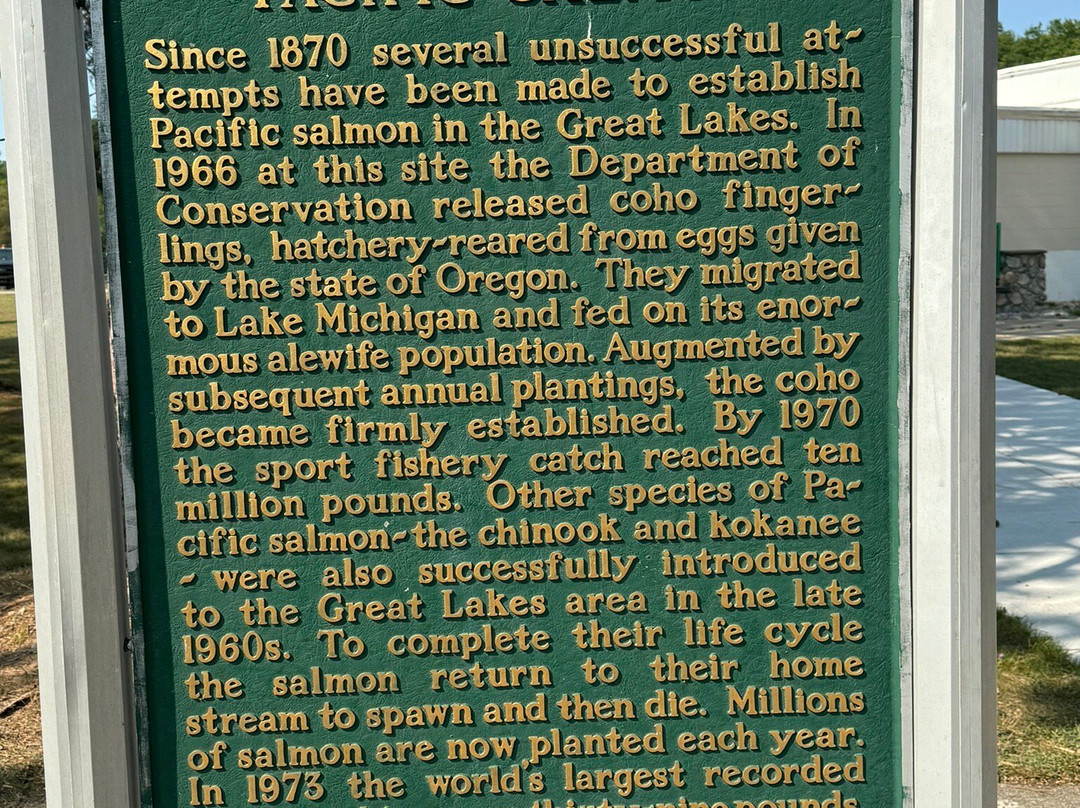 PACIFIC SALMON
Since 1870 several unsuccessful at-
tempts have been made to establish
Pacific salmon in the Great Lakes. In
1966 at this site the Department of
Conservation released coho finger-
lings, hatchery-reared from eggs given
by the state of Oregon. They migrated
to Lake Michigan and fed on its enor-
mous alewife population. Augmented by
subsequent annual plantings, the coho
became firmly established. By 1970
the sport fishery catch reached ten
million pounds. Other species of Pa-
cific salmon-the chinook and kokanee
- were also successfully introduced
to the Great Lakes area in the late
1960s. To complete their life cycle
the salmon return to their home
stream to spawn and then die. Millions
of salmon are now planted each year.
In 1973 the world's largest recorded
thirty-nine pounds